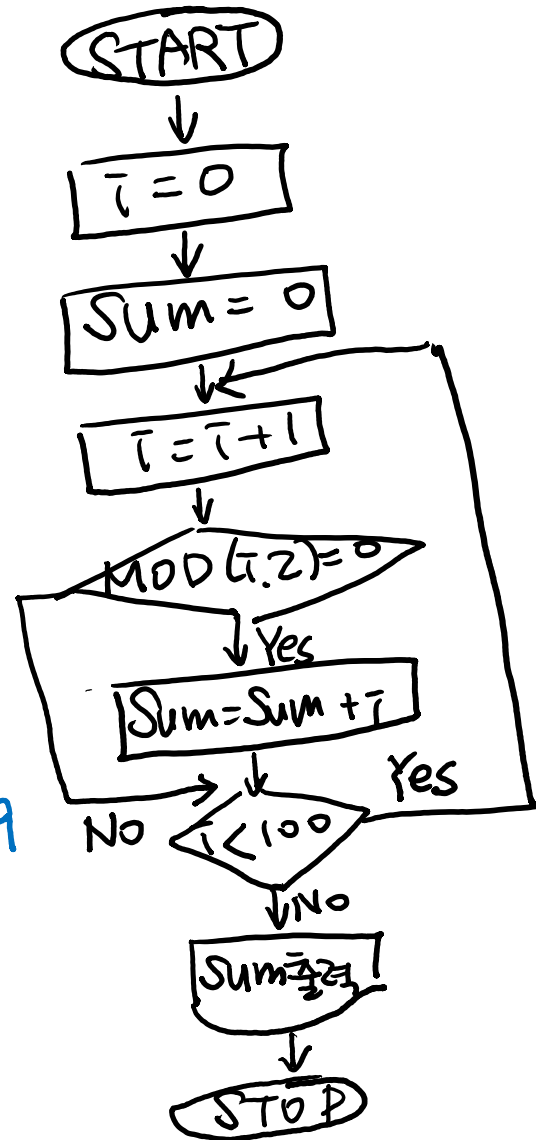 START
i = 0
Sum = 0
i = i + 1
MOD(i.2)=0
Yes
Sum=Sum + i
Yes
9
No
i<100
No
Sum출력
STOP